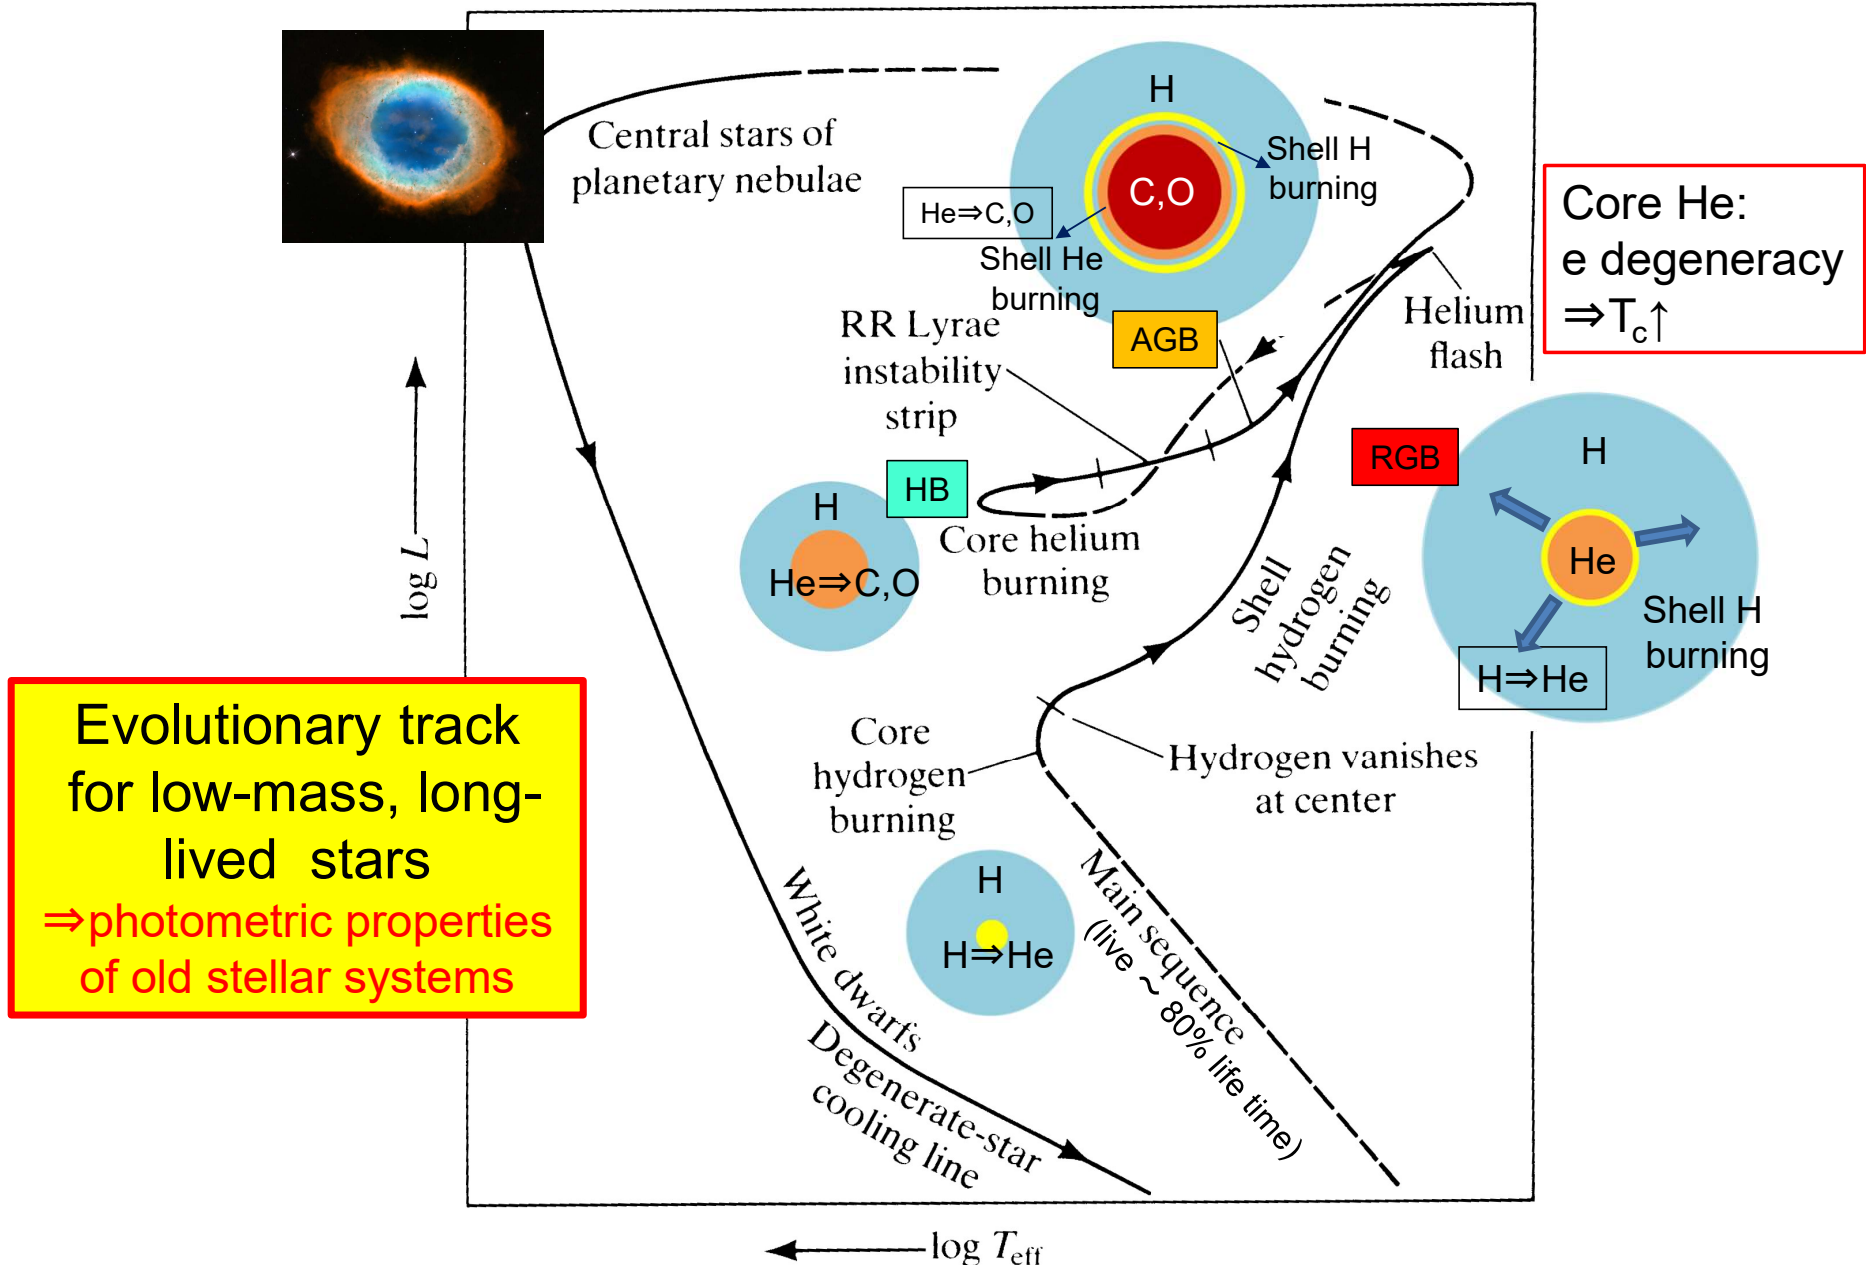 H
Central stars of
planetary nebulae
Shell H
burning
C,O
He⇒C,O
Shell He
burning
Core He:
e degeneracy
⇒Tc↑
RR Lyrae
instability
strip
AGB
Helium
flash
RGB
H
HB
H
He⇒C,O
Core helium
burning
He
Shell H
burning
H⇒He
Shell
hydrogen
burning
log L
Evolutionary track
for low-mass, long-
lived stars
⇒photometric properties
of old stellar systems
Core
hydrogen
burning
Hydrogen vanishes
at center
H
H⇒He
Main sequence
(live ~ 80% life time)
White dwarfs
Degenerate-star
cooling line
log Teff